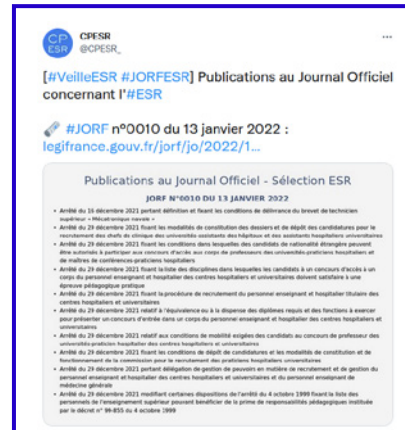 CP
ESR
CPESR
@CPESR_
[#VeilleESR #JORFESR] Publications au Journal Officiel
concernant l'#ESR
#JORF n°0010 du 13 janvier 2022 :
legifrance.gouv.fr/jorf/jo/2022/1...
Publications au Journal Officiel - Sélection ESR
JORF N°0010 DU 13 JANVIER 2022
• Arrêté du 16 décembre 2021 portant définition et fixant les conditions de délivrance du brevet de technicien
supérieur « Mécatronique navale »
• Arrêté du 29 décembre 2021 fixant les modalités de constitution des dossiers et de dépôt des candidatures pour le
recrutement des chefs de clinique des universités-assistants des hôpitaux et des assistants hospitaliers universitaires
• Arrêté du 29 décembre 2021 fixant les conditions dans lesquelles des candidats de nationalité étrangère peuvent
être autorisés à participer aux concours d'accès aux corps de professeurs des universités-praticiens hospitaliers et
de maîtres de conférences-praticiens hospitaliers
• Arrêté du 29 décembre 2021 fixant la liste des disciplines dans lesquelles les candidats à un concours d'accès à un
corps du personnel enseignant et hospitalier des centres hospitaliers et universitaires doivent satisfaire à une
épreuve pédagogique pratique
• Arrêté du 29 décembre 2021 fixant la procédure de recrutement du personnel enseignant et hospitalier titulaire des
centres hospitaliers et universitaires
• Arrêté du 29 décembre 2021 relatif à l'équivalence ou à la dispense des diplômes requis et des fonctions à exercer
pour présenter un concours d'entrée dans un corps du personnel enseignant et hospitalier des centres hospitaliers et
universitaires
• Arrêté du 29 décembre 2021 relatif aux conditions de mobilité exigées des candidats au concours de professeur des
universités-praticien hospitalier des centres hospitaliers et universitaires
• Arrêté du 29 décembre 2021 fixant les conditions de dépôt de candidatures et les modalités de constitution et de
fonctionnement de la commission pour le recrutement des praticiens hospitaliers universitaires
• Arrêté du 29 décembre 2021 portant délégation de gestion de pouvoirs en matière de recrutement et de gestion du
personnel enseignant et hospitalier des centres hospitaliers et universitaires et du personnel enseignant de
médecine générale
• Arrêté du 29 décembre 2021 modifiant certaines dispositions de l'arrêté du 4 octobre 1999 fixant la liste des
personnels de l'enseignement supérieur pouvant bénéficier de la prime de responsabilités pédagogiques instituée
par le décret n° 99-855 du 4 octobre 1999